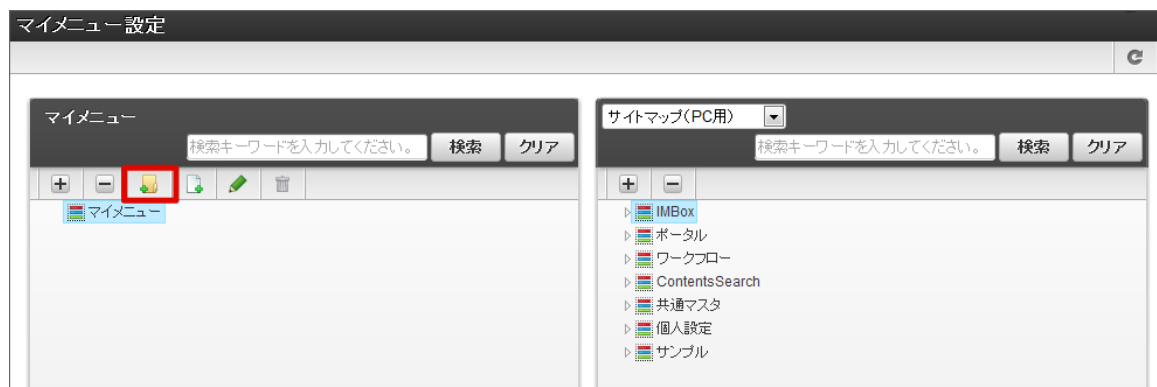 マイメニュー設定
マイメニュー
検索キーワードを入力してください。 検索 クリア
マイメニュー
サイトマップ(PC用)
検索キーワードを入力してください。 検索 クリア
IMBox
ポータル
ワークフロー
ContentsSearch
共通マスタ
個人設定
サンプル